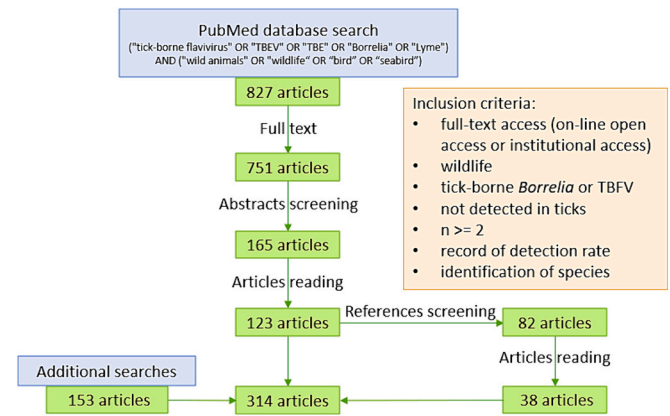 PubMed database search
("tick-borne flavivirus" OR "TBEV" OR "TBE" OR "Borrelia" OR "Lyme")
AND ("wild animals" OR "wildlife“ OR “bird” OR “seabird”)
827 articles
Full text
751 articles
Abstracts screening
165 articles
Articles reading
123 articles
References screening
82 articles
Articles reading
38 articles
Additional searches
153 articles
314 articles
Inclusion criteria:
• full-text access (on-line open
access or institutional access)
• wildlife
• tick-borne Borrelia or TBFV
• not detected in ticks
• n >= 2
• record of detection rate
• identification of species